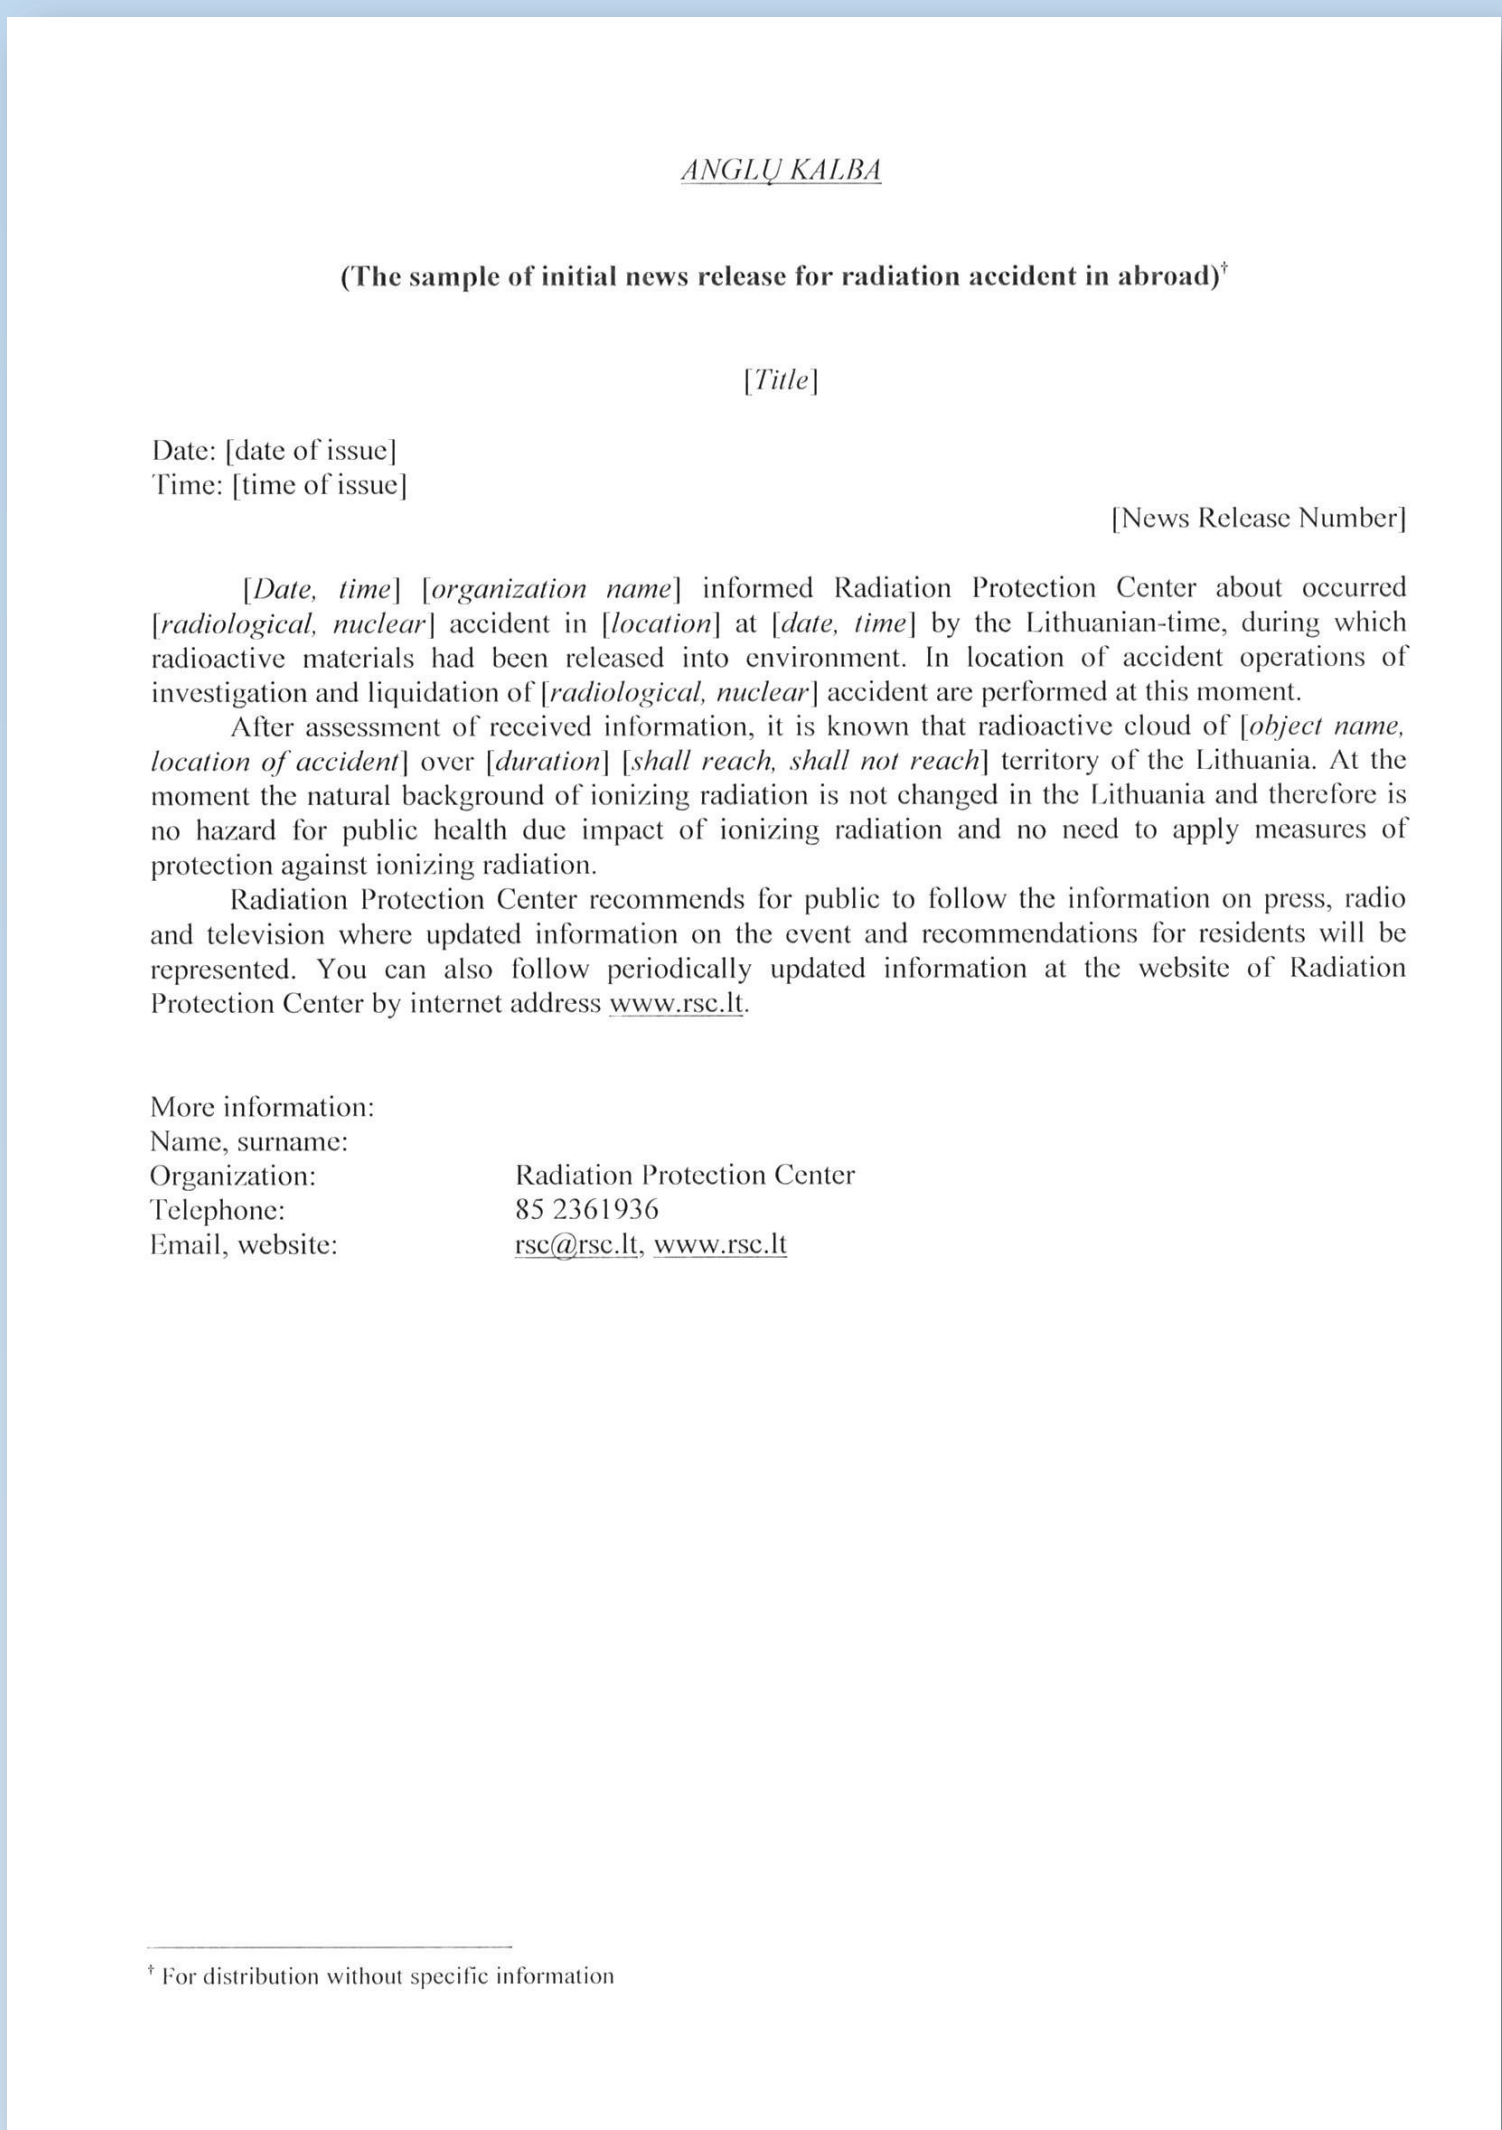 ANGLŲ KALBA
(The sample of initial news release for radiation accident in abroad)†
[Title]
Date: [date of issue]
Time: [time of issue]
[News Release Number]
[Date, time] [organization name] informed Radiation Protection Center about occurred
[radiological, nuclear] accident in [location] at [date, time] by the Lithuanian-time, during which
radioactive materials had been released into environment. In location of accident operations of
investigation and liquidation of [radiological, nuclear] accident are performed at this moment.
After assessment of received information, it is known that radioactive cloud of [object name,
location of accident] over [duration] [shall reach, shall not reach] territory of the Lithuania. At the
moment the natural background of ionizing radiation is not changed in the Lithuania and therefore is
no hazard for public health due impact of ionizing radiation and no need to apply measures of
protection against ionizing radiation.
Radiation Protection Center recommends for public to follow the information on press, radio
and television where updated information on the event and recommendations for residents will be
represented. You can also follow periodically updated information at the website of Radiation
Protection Center by internet address www.rsc.lt.
More information:
Name, surname:
Organization: Radiation Protection Center
Telephone: 85 2361936
Email, website: rsc@rsc.lt, www.rsc.lt
† For distribution without specific information